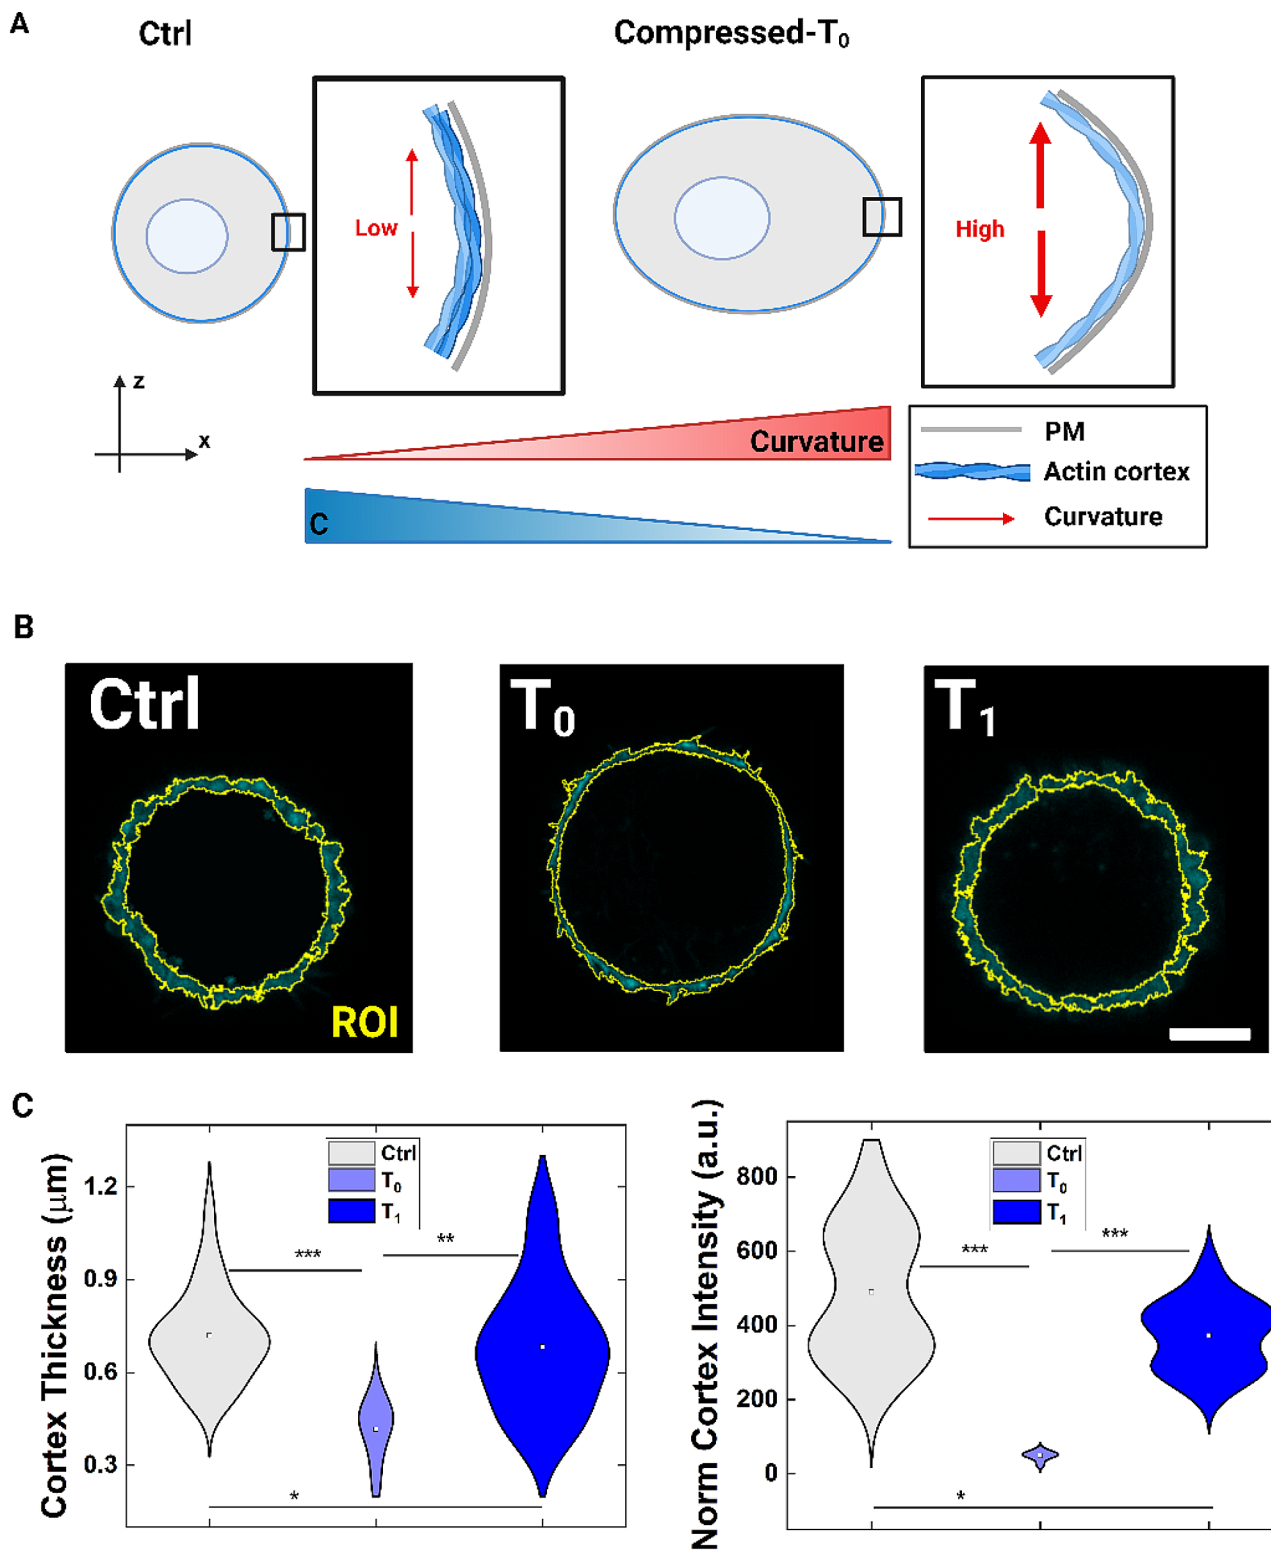 A
Ctrl
Compressed-T₀
Low
High
z
x
Curvature
C
PM
Actin cortex
Curvature
B
Ctrl
ROI
T₀
T₁
C
Cortex Thickness (μm)
1.2
0.9
0.6
0.3
Ctrl
T₀
T₁
***
**
*
Norm Cortex Intensity (a.u.)
800
600
400
200
0
Ctrl
T₀
T₁
***
***
*